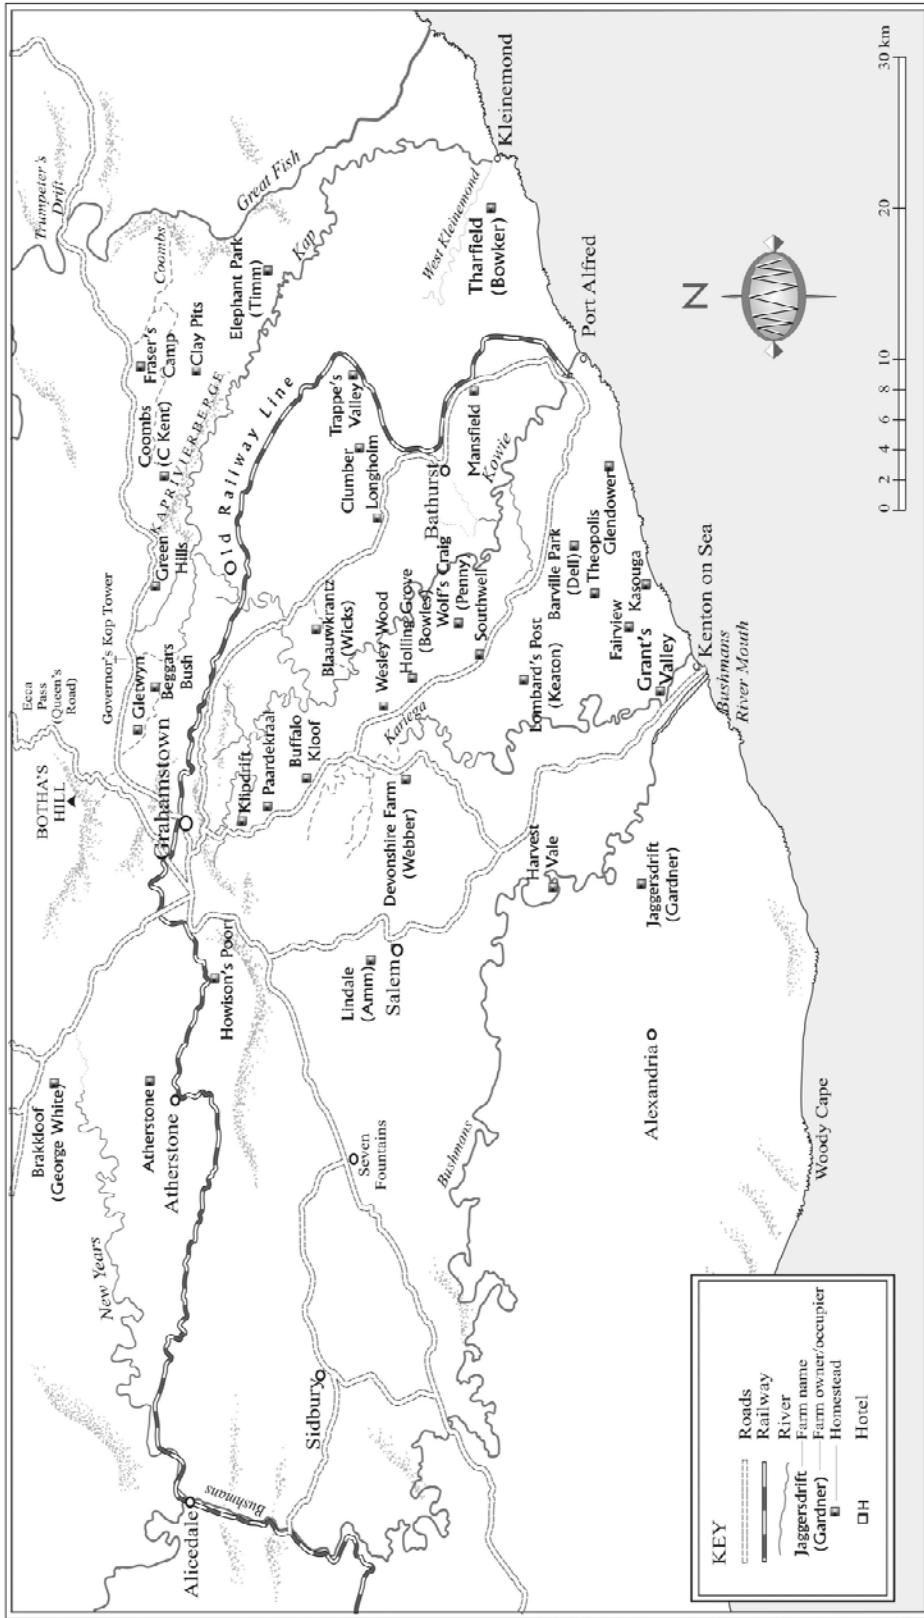 Trumpeter's
Drift
Great Fish
Coombs
Fraser's
Camp
Clay Pits
Coombs
(C Kent)
Elephant Park
(Timm)
Kap
KAPRIVIERBERGE
Green
Hills
Governor's Kop Tower
Ecca
Pass
(Queen's
Road)
BOTHA'S
HILL
Gletwyn
Beggars
Bush
Grahamstown
Old Railway Line
Trappe's
Valley
Clumber
Longholm
Bathurst
Mansfield
Kowie
West Kleinemond
Tharfield
(Bowker)
Kleinemond
Port Alfred
Blaauwkrantz
(Wicks)
Wesley Wood
Holling Grove
(Bowles)
Wolf's Craig
(Penny)
Southwell
Klipdrift
Paardekraal
Buffalo
Kloof
Kariega
Devonshire Farm
(Webber)
Lombard's Post
(Keaton)
Barville Park
(Dell)
Theopolis
Glendower
Fairview
Kasouga
Grant's
Valley
Kenton on Sea
Bushmans
River Mouth
Harvest
Vale
Jaggersdrift
(Gardner)
Howison's Poort
Lindale
(Amm)
Salem
Brakkloof
(George White)
Atherstone
Atherstone
New Years
Seven
Fountains
Bushmans
Alexandria
Woody Cape
Sidbury
Alicedale
Bushmans
N
0 2 4 6 8 10 20 30 km
KEY
Roads
Railway
River
Jaggersdrift Farm name
(Gardner) Farm owner/occupier
Homestead
H Hotel